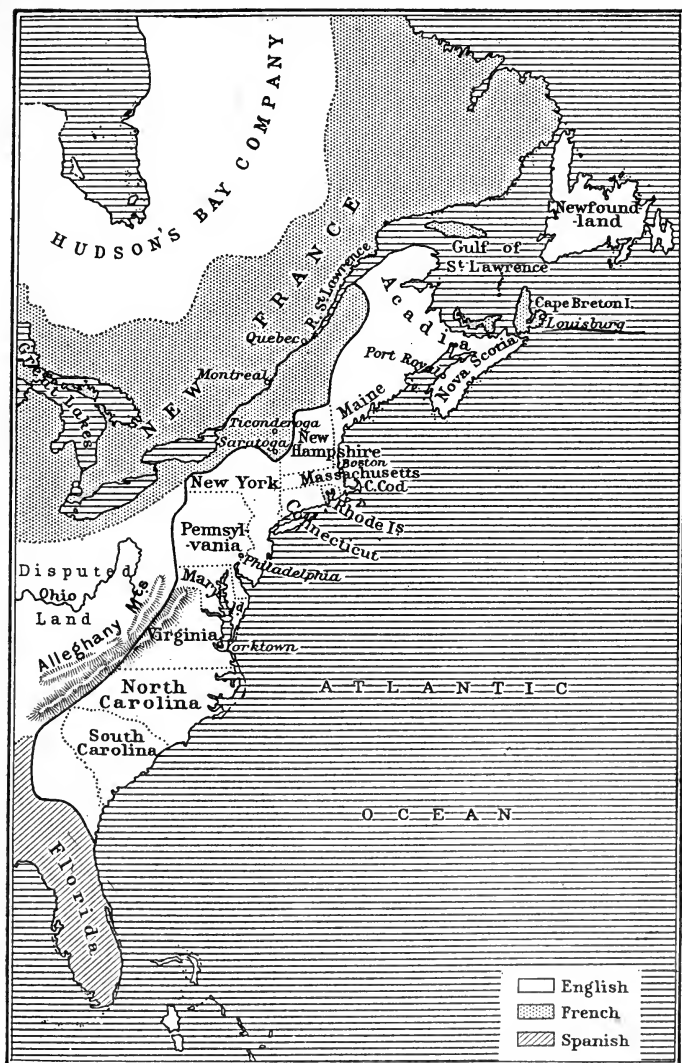 HUDSON'S BAY COMPANY
NEW FRANCE
Newfound-
land
Gulf of
St Lawrence
R. St. Lawrence
Acadia
Cape Breton I.
Louisburg
Quebec
Port Royal
Nova Scotia
Montreal
Great Lakes
Maine
Ticonderoga
Saratoga
New
Hampshire
Boston
Massachusetts
C. Cod
New York
Rhode Is
Connecticut
Pennsyl-
-vania
Philadelphia
Disputed
Ohio
Land
Alleghany Mts
Maryland
Virginia
Yorktown
North
Carolina
ATLANTIC
South
Carolina
OCEAN
Florida
English
French
Spanish